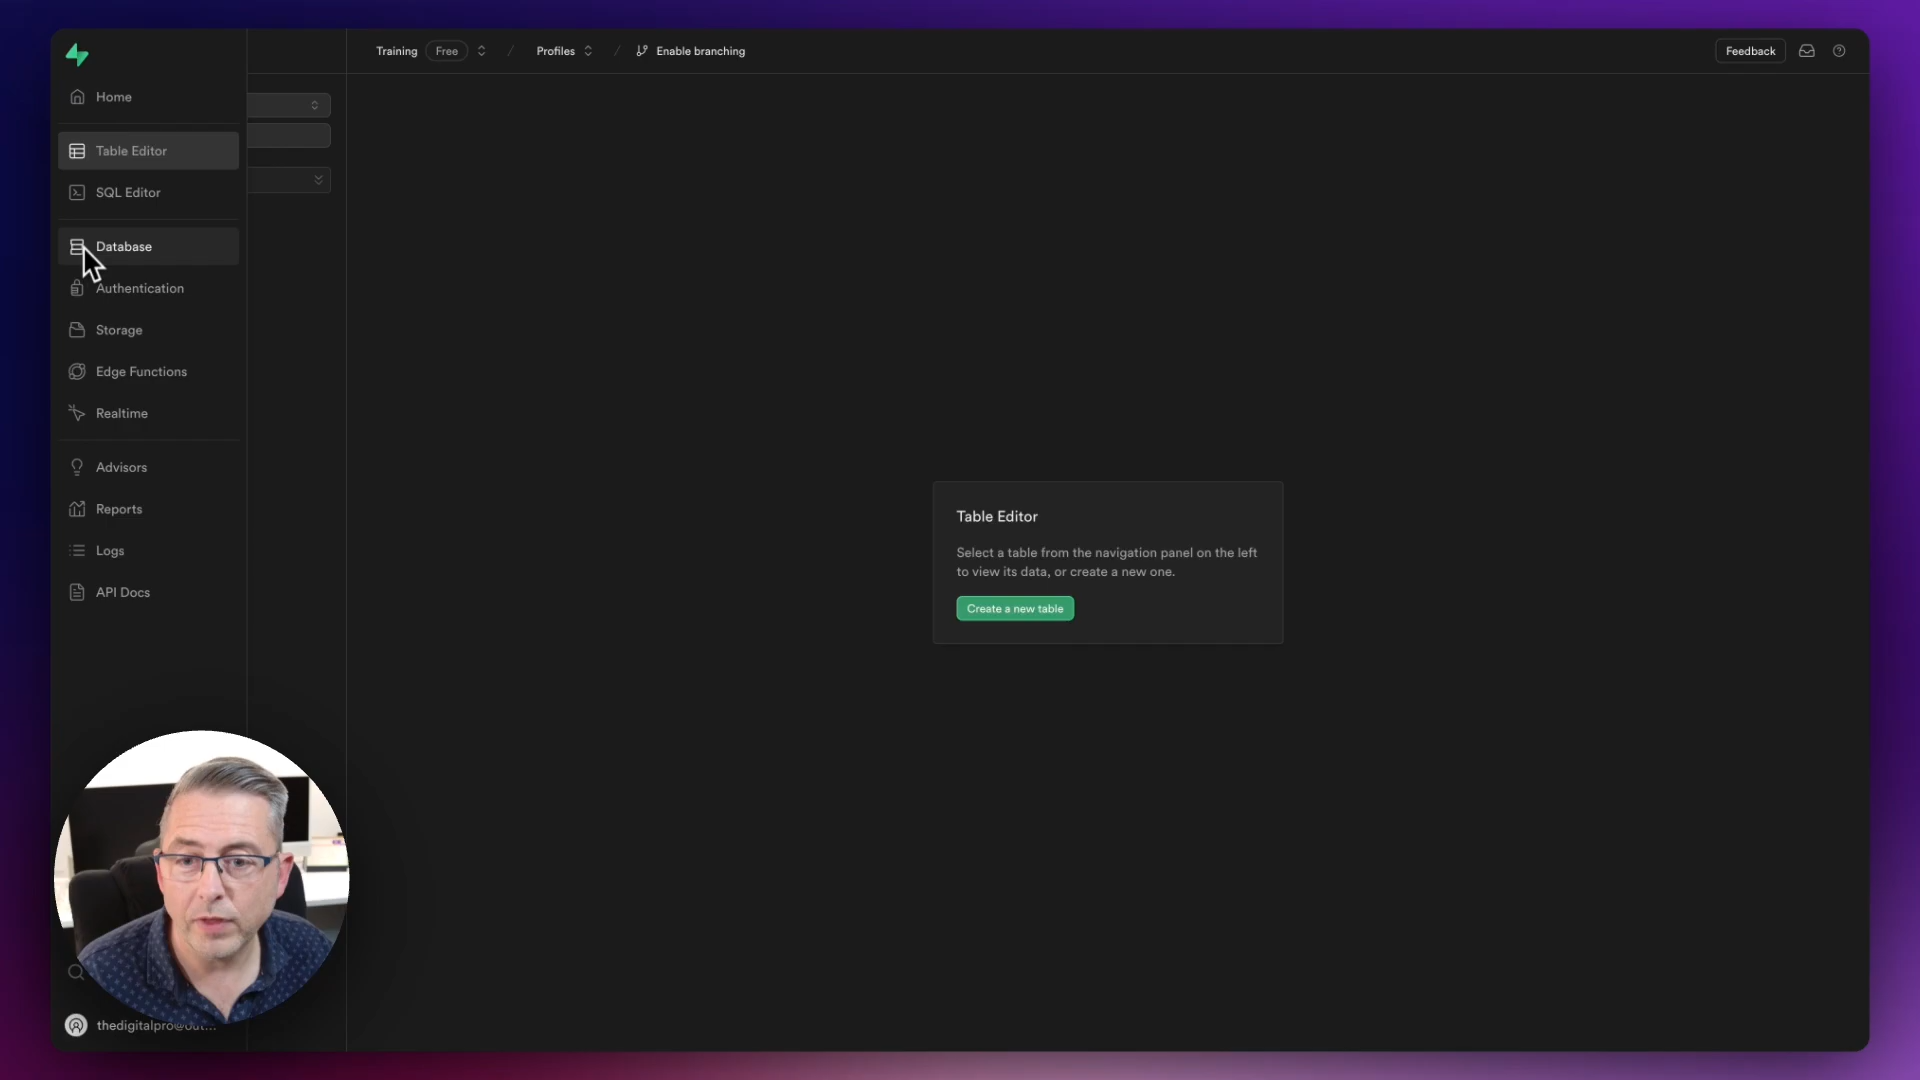 Training Free / Profiles / Enable branching
Feedback
Home
Table Editor
SQL Editor
Database
Authentication
Storage
Edge Functions
Realtime
Advisors
Reports
Logs
API Docs
thedigitalpro@out...
Table Editor
Select a table from the navigation panel on the left
to view its data, or create a new one.
Create a new table